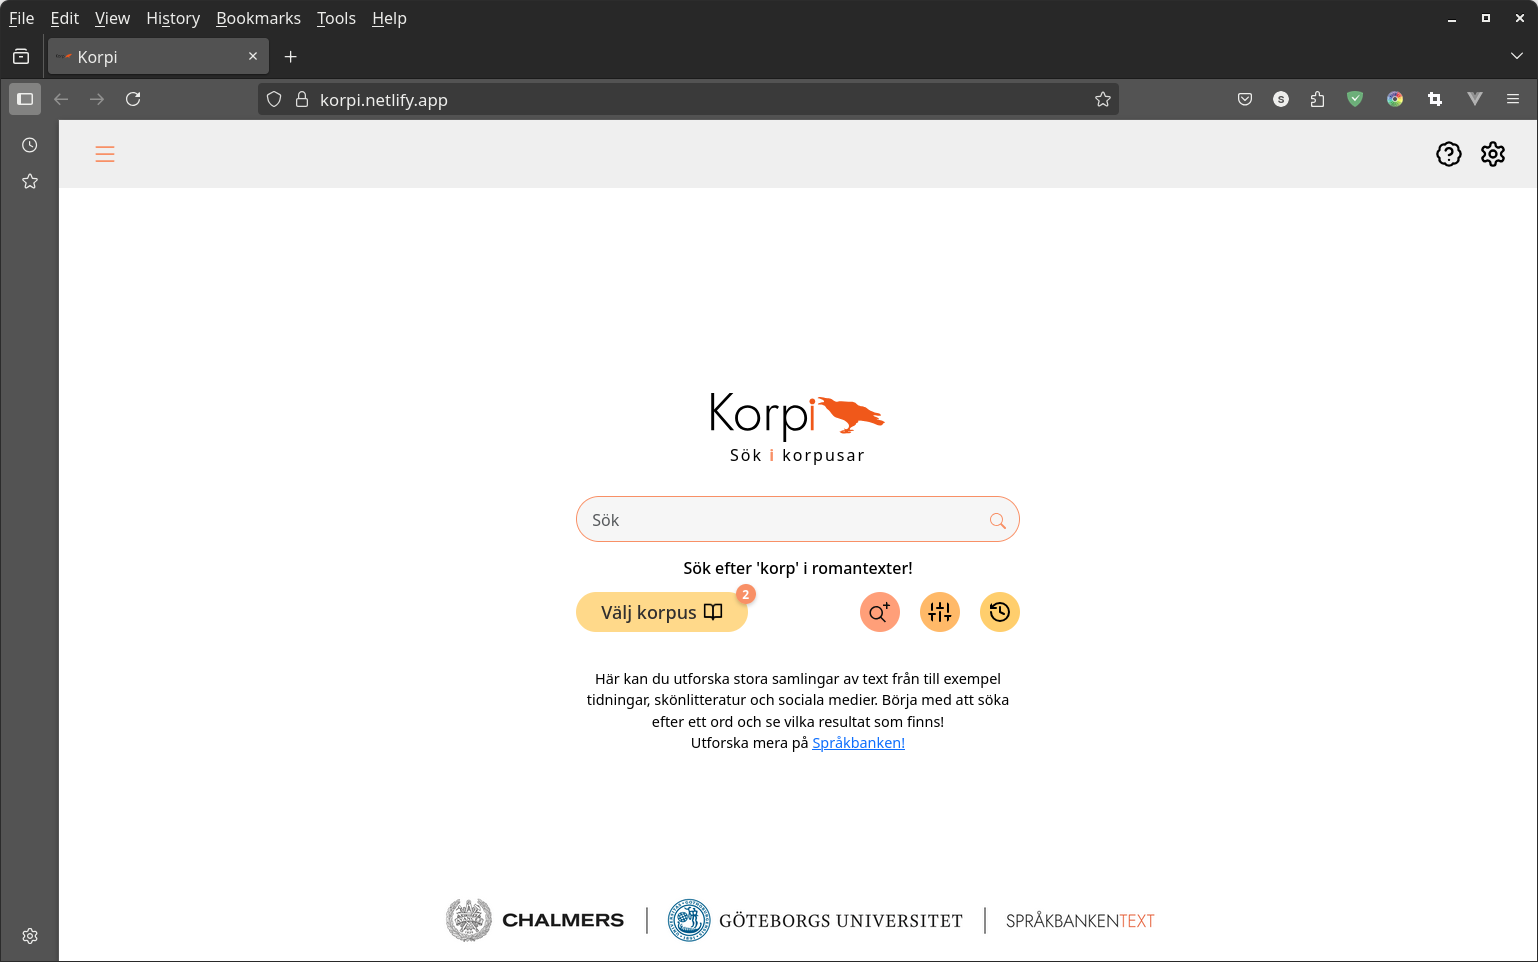 File Edit View History Bookmarks Tools Help
Korpi
korpi.netlify.app
Korpi
Sök i korpusar
Sök
Sök efter 'korp' i romantexter!
Välj korpus 2
Här kan du utforska stora samlingar av text från till exempel
tidningar, skönlitteratur och sociala medier. Börja med att söka
efter ett ord och se vilka resultat som finns!
Utforska mera på Språkbanken!
CHALMERS | GÖTEBORGS UNIVERSITET | SPRÅKBANKENTEXT